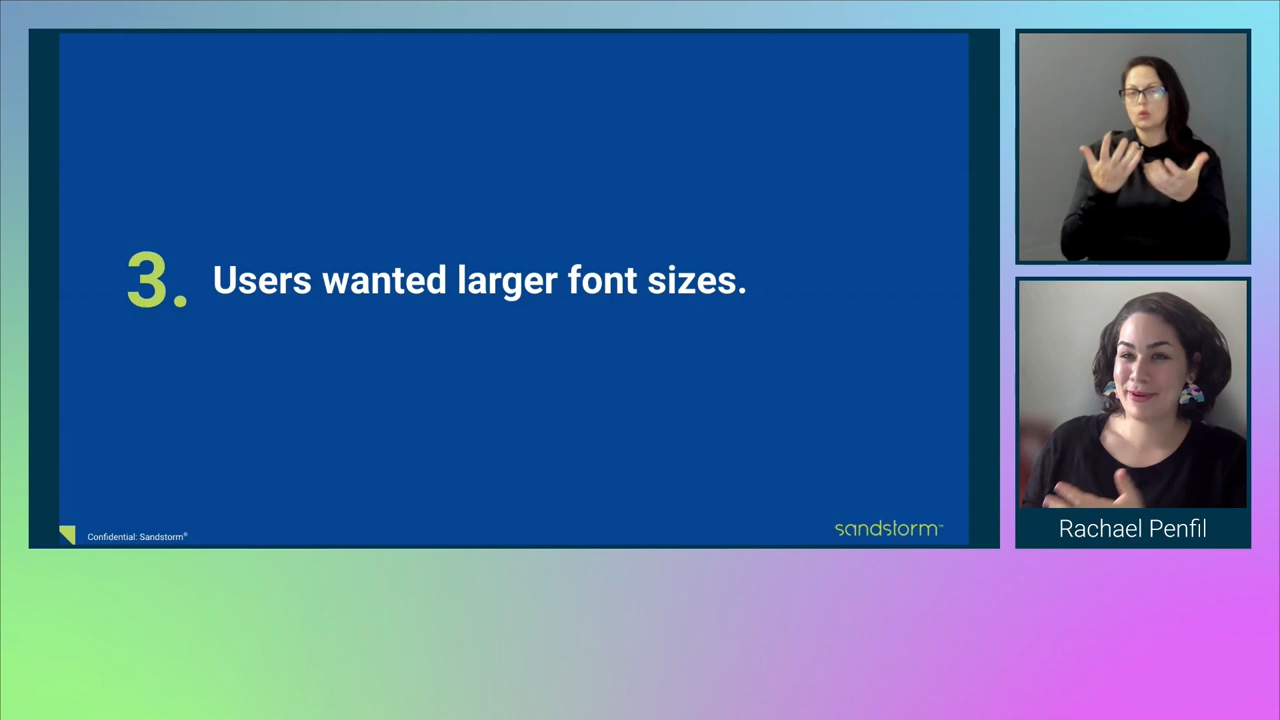 3. Users wanted larger font sizes.
Confidential: Sandstorm®
sandstorm™
Rachael Penfil